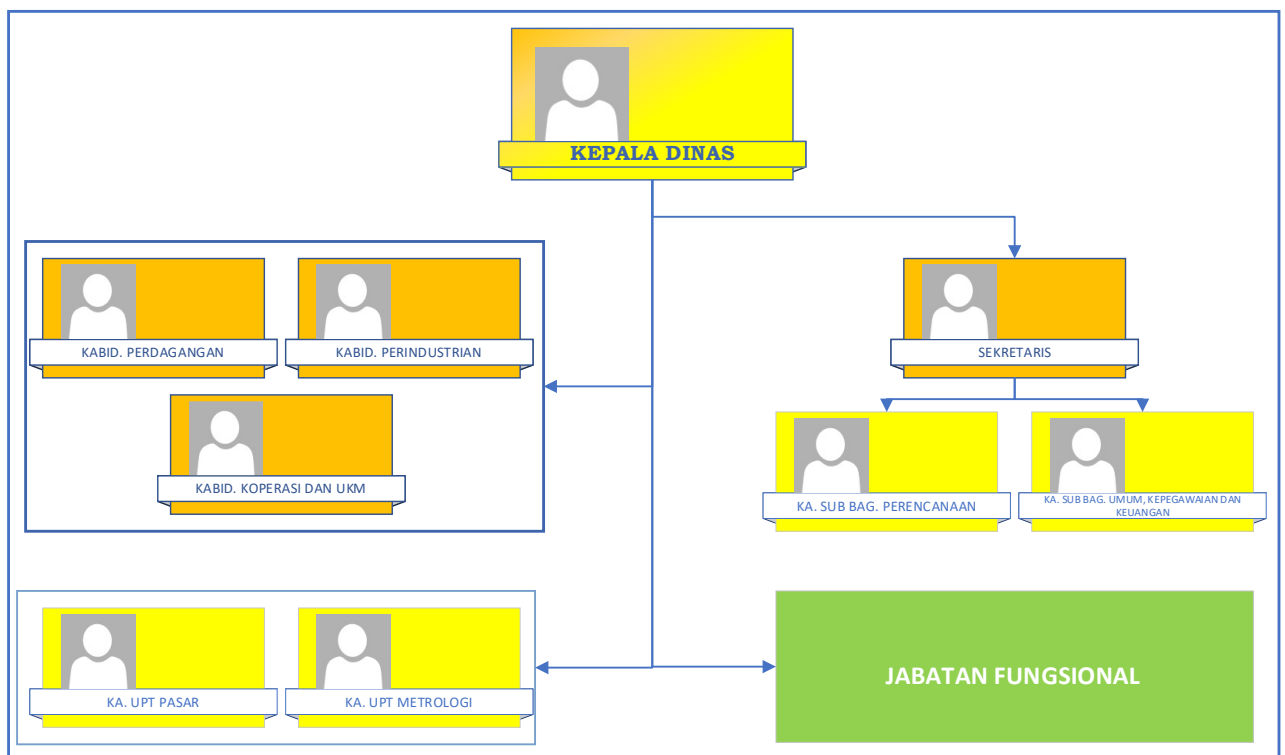 KEPALA DINAS
KABID. PERDAGANGAN
KABID. PERINDUSTRIAN
SEKRETARIS
KABID. KOPERASI DAN UKM
KA. SUB BAG. PERENCANAAN
KA. SUB BAG. UMUM, KEPEGAWAIAN DAN
KEUANGAN
KA. UPT PASAR
KA. UPT METROLOGI
JABATAN FUNGSIONAL